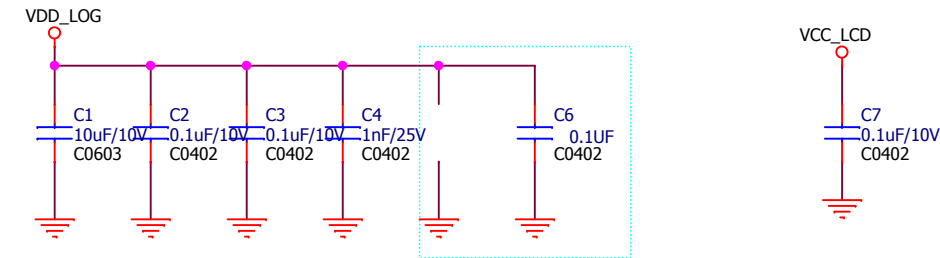 VDD_LOG
VCC_LCD
C1
10uF/10V
C0603
C2
0.1uF/10V
C0402
C3
0.1uF/10V
C0402
C4
1nF/25V
C0402
C6
0.1UF
C0402
C7
0.1uF/10V
C0402